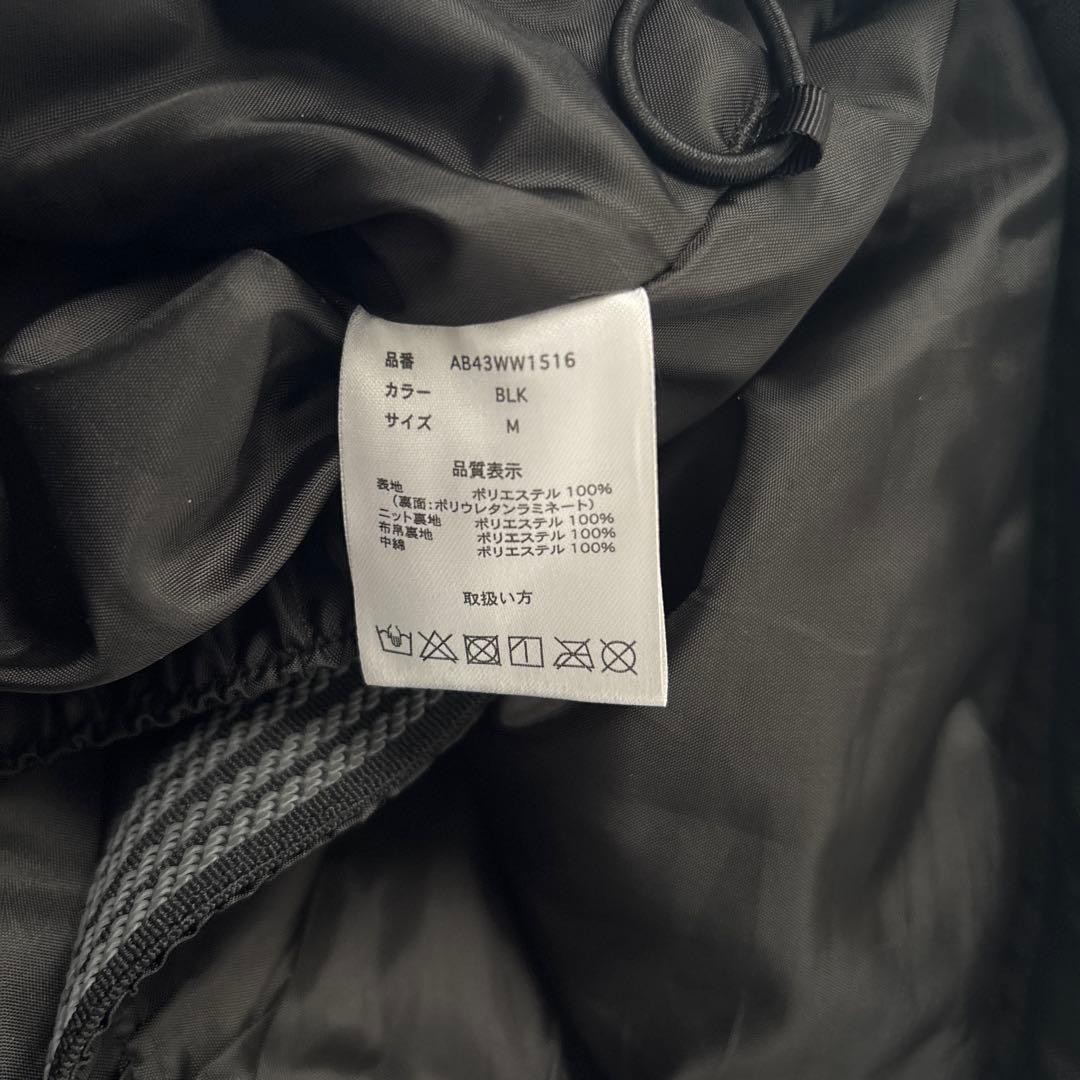 品番 AB43WW1516
カラー BLK
サイズ M
品質表示
表地 ポリエステル 100%
(裏面:ポリウレタンラミネート)
ニット裏地 ポリエステル 100%
布帛裏地 ポリエステル 100%
中綿 ポリエステル 100%
取扱い方